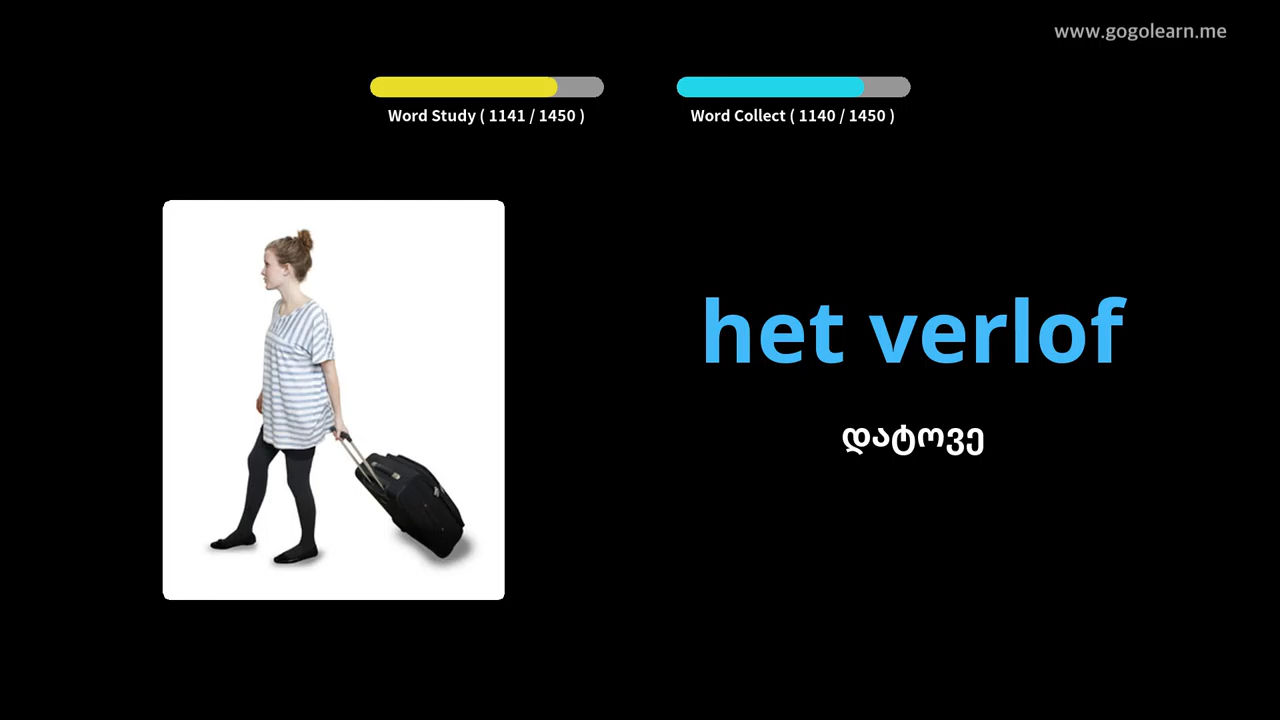 www.gogolearn.me
Word Study ( 1141 / 1450 )
Word Collect ( 1140 / 1450 )
het verlof
დატოვე